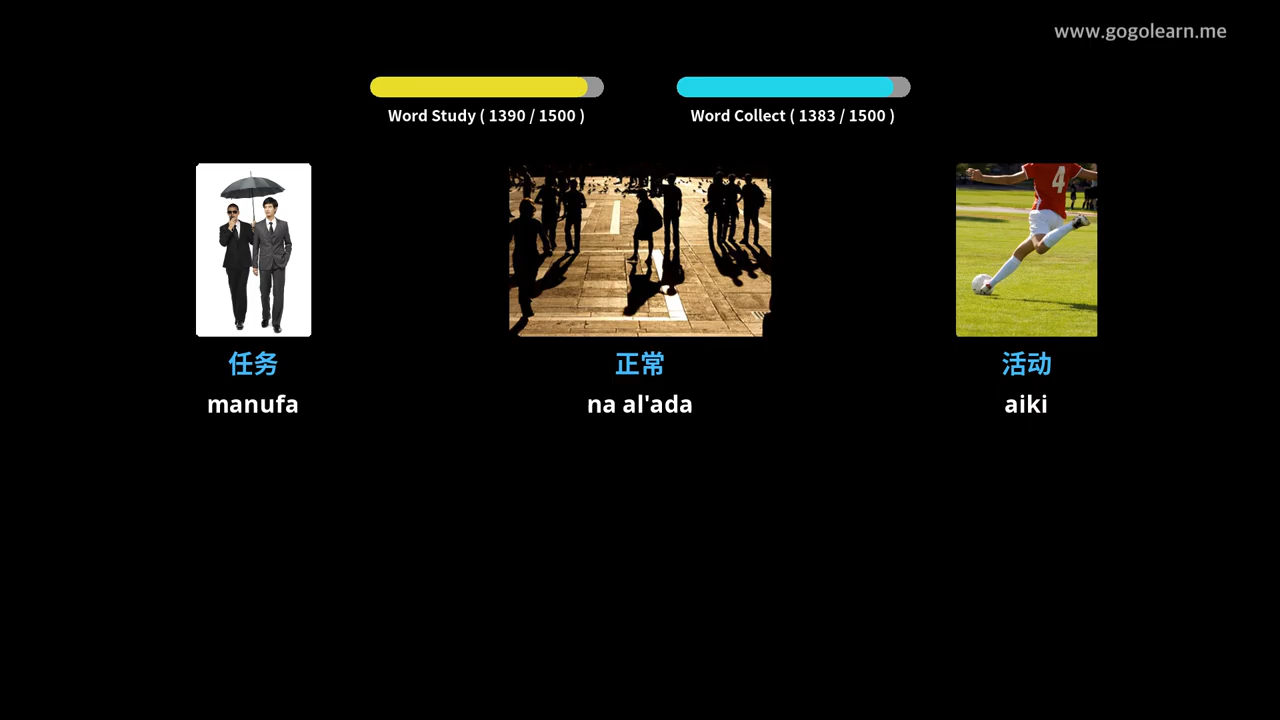 www.gogolearn.me
Word Study ( 1390 / 1500 )
Word Collect ( 1383 / 1500 )
4
任务
正常
活动
manufa
na al'ada
aiki